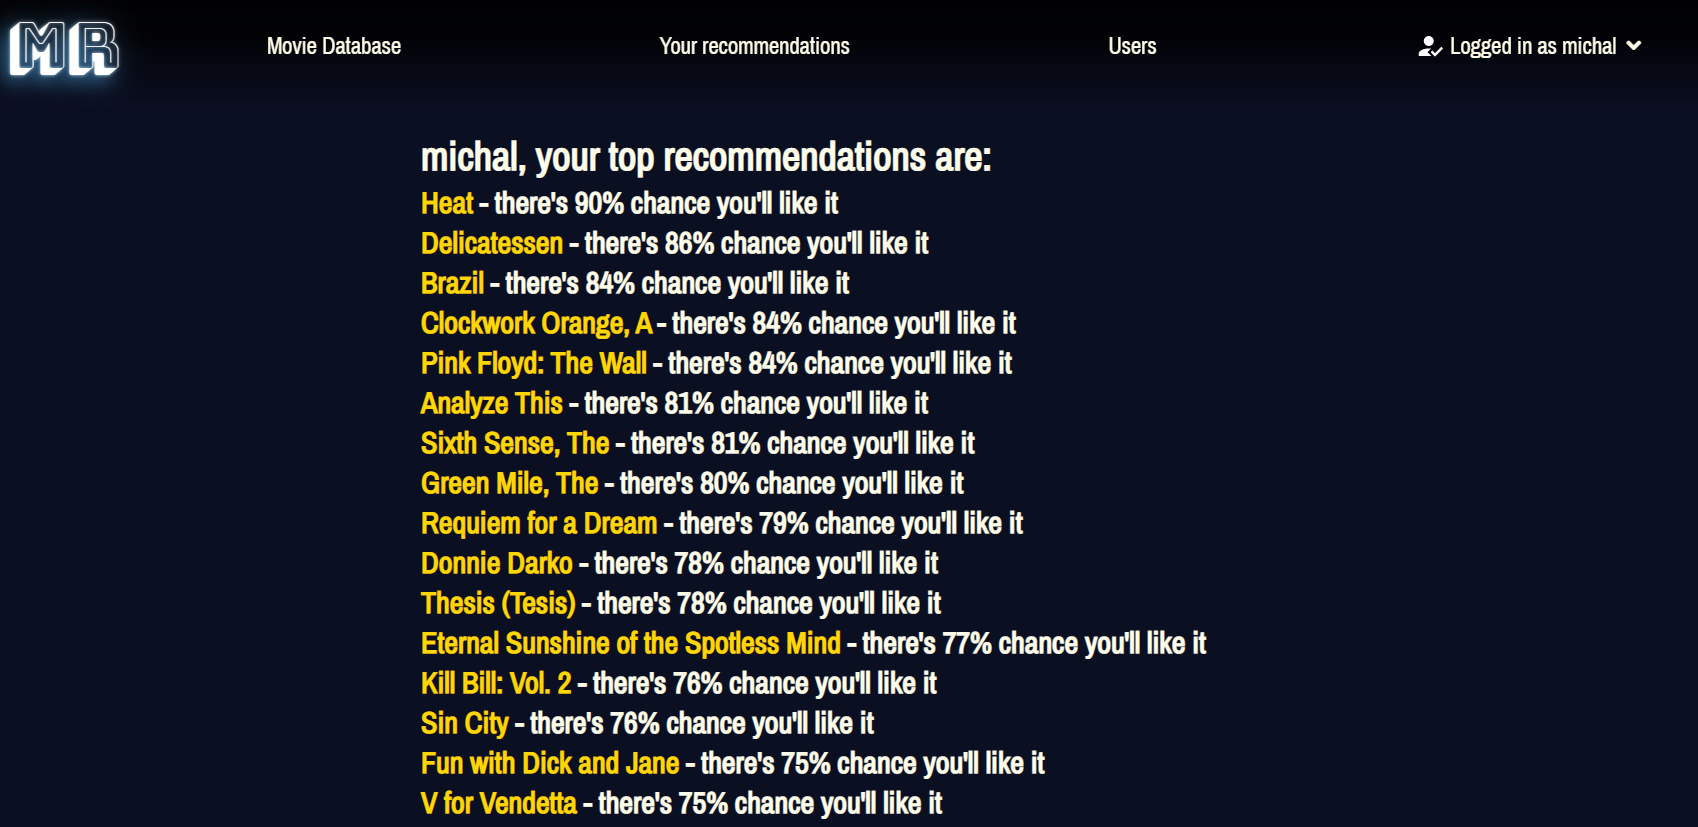 MR
Movie Database
Your recommendations
Users
Logged in as michal
michal, your top recommendations are:
Heat - there's 90% chance you'll like it
Delicatessen - there's 86% chance you'll like it
Brazil - there's 84% chance you'll like it
Clockwork Orange, A - there's 84% chance you'll like it
Pink Floyd: The Wall - there's 84% chance you'll like it
Analyze This - there's 81% chance you'll like it
Sixth Sense, The - there's 81% chance you'll like it
Green Mile, The - there's 80% chance you'll like it
Requiem for a Dream - there's 79% chance you'll like it
Donnie Darko - there's 78% chance you'll like it
Thesis (Tesis) - there's 78% chance you'll like it
Eternal Sunshine of the Spotless Mind - there's 77% chance you'll like it
Kill Bill: Vol. 2 - there's 76% chance you'll like it
Sin City - there's 76% chance you'll like it
Fun with Dick and Jane - there's 75% chance you'll like it
V for Vendetta - there's 75% chance you'll like it